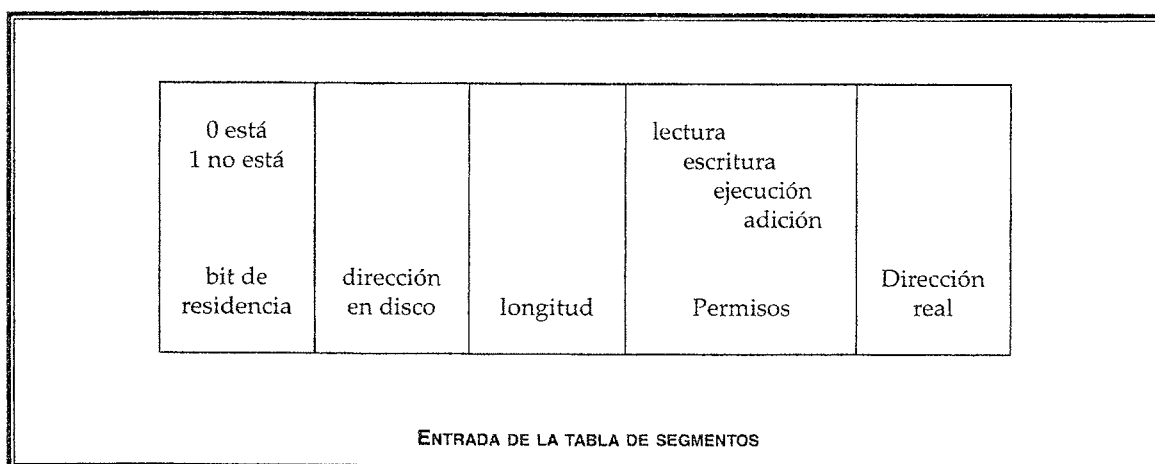 0 está
1 no está
bit de
residencia
dirección
en disco
longitud
lectura
escritura
ejecución
adición
Permisos
Dirección
real
ENTRADA DE LA TABLA DE SEGMENTOS